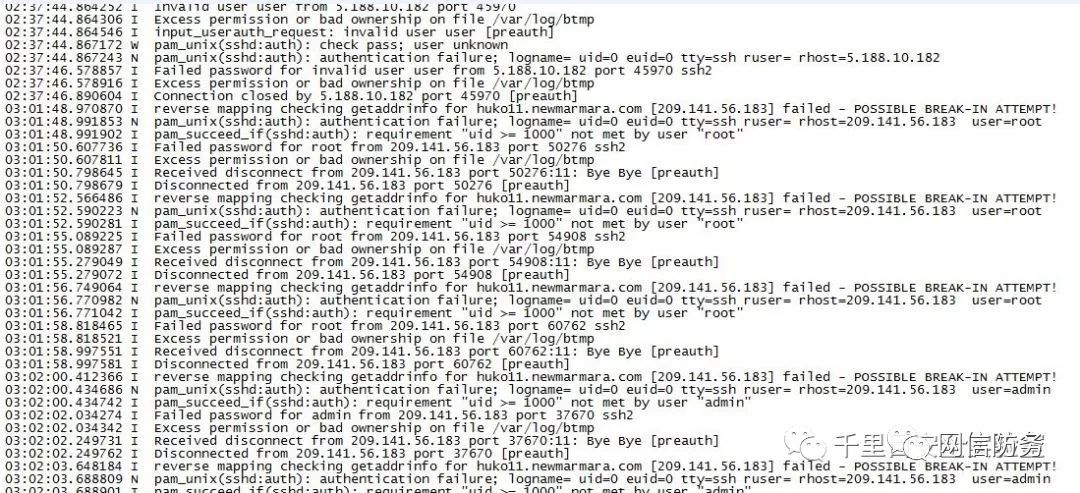 02:37:44.864252 I Invalid user user from 5.188.10.182 port 45970
02:37:44.864306 I Excess permission or bad ownership on file /var/log/btmp
02:37:44.864546 I input_userauth_request: invalid user user [preauth]
02:37:44.867172 W pam_unix(sshd:auth): check pass; user unknown
02:37:44.867243 N pam_unix(sshd:auth): authentication failure; logname= uid=0 euid=0 tty=ssh ruser= rhost=5.188.10.182
02:37:46.578857 I Failed password for invalid user user from 5.188.10.182 port 45970 ssh2
02:37:46.578916 I Excess permission or bad ownership on file /var/log/btmp
02:37:46.890604 I Connection closed by 5.188.10.182 port 45970 [preauth]
03:01:48.970870 I reverse mapping checking getaddrinfo for huko11.newmarmara.com [209.141.56.183] failed - POSSIBLE BREAK-IN ATTEMPT!
03:01:48.991853 N pam_unix(sshd:auth): authentication failure; logname= uid=0 euid=0 tty=ssh ruser= rhost=209.141.56.183 user=root
03:01:48.991902 I pam_succeed_if(sshd:auth): requirement "uid >= 1000" not met by user "root"
03:01:50.607736 I Failed password for root from 209.141.56.183 port 50276 ssh2
03:01:50.607811 I Excess permission or bad ownership on file /var/log/btmp
03:01:50.798645 I Received disconnect from 209.141.56.183 port 50276:11: Bye Bye [preauth]
03:01:50.798679 I Disconnected from 209.141.56.183 port 50276 [preauth]
03:01:52.566486 I reverse mapping checking getaddrinfo for huko11.newmarmara.com [209.141.56.183] failed - POSSIBLE BREAK-IN ATTEMPT!
03:01:52.590223 N pam_unix(sshd:auth): authentication failure; logname= uid=0 euid=0 tty=ssh ruser= rhost=209.141.56.183 user=root
03:01:52.590281 I pam_succeed_if(sshd:auth): requirement "uid >= 1000" not met by user "root"
03:01:55.089225 I Failed password for root from 209.141.56.183 port 54908 ssh2
03:01:55.089287 I Excess permission or bad ownership on file /var/log/btmp
03:01:55.279049 I Received disconnect from 209.141.56.183 port 54908:11: Bye Bye [preauth]
03:01:55.279072 I Disconnected from 209.141.56.183 port 54908 [preauth]
03:01:56.749064 I reverse mapping checking getaddrinfo for huko11.newmarmara.com [209.141.56.183] failed - POSSIBLE BREAK-IN ATTEMPT!
03:01:56.770982 N pam_unix(sshd:auth): authentication failure; logname= uid=0 euid=0 tty=ssh ruser= rhost=209.141.56.183 user=root
03:01:56.771042 I pam_succeed_if(sshd:auth): requirement "uid >= 1000" not met by user "root"
03:01:58.818465 I Failed password for root from 209.141.56.183 port 60762 ssh2
03:01:58.818521 I Excess permission or bad ownership on file /var/log/btmp
03:01:58.997551 I Received disconnect from 209.141.56.183 port 60762:11: Bye Bye [preauth]
03:01:58.997581 I Disconnected from 209.141.56.183 port 60762 [preauth]
03:02:00.412366 I reverse mapping checking getaddrinfo for huko11.newmarmara.com [209.141.56.183] failed - POSSIBLE BREAK-IN ATTEMPT!
03:02:00.434686 N pam_unix(sshd:auth): authentication failure; logname= uid=0 euid=0 tty=ssh ruser= rhost=209.141.56.183 user=admin
03:02:00.434742 I pam_succeed_if(sshd:auth): requirement "uid >= 1000" not met by user "admin"
03:02:02.034274 I Failed password for admin from 209.141.56.183 port 37670 ssh2
03:02:02.034342 I Excess permission or bad ownership on file /var/log/btmp
03:02:02.249731 I Received disconnect from 209.141.56.183 port 37670:11: Bye Bye [preauth]
03:02:02.249762 I Disconnected from 209.141.56.183 port 37670 [preauth]
千里 网信防务
03:02:03.648184 I reverse mapping checking getaddrinfo for huko11.newmarmara.com [209.141.56.183] failed - POSSIBLE BREAK-IN ATTEMPT!
03:02:03.688809 N pam_unix(sshd:auth): authentication failure; logname= uid=0 euid=0 tty=ssh ruser= rhost=209.141.56.183 user=admin
03:02:03.688901 I pam_succeed_if(sshd:auth): requirement "uid >= 1000" not met by user "admin"